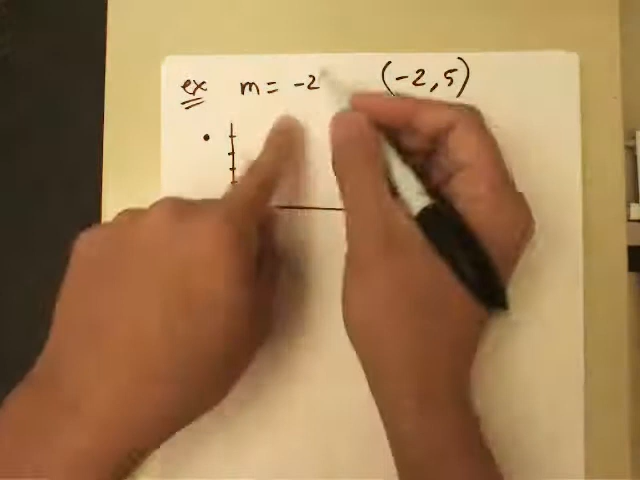 ex m = -2 (-2, 5)